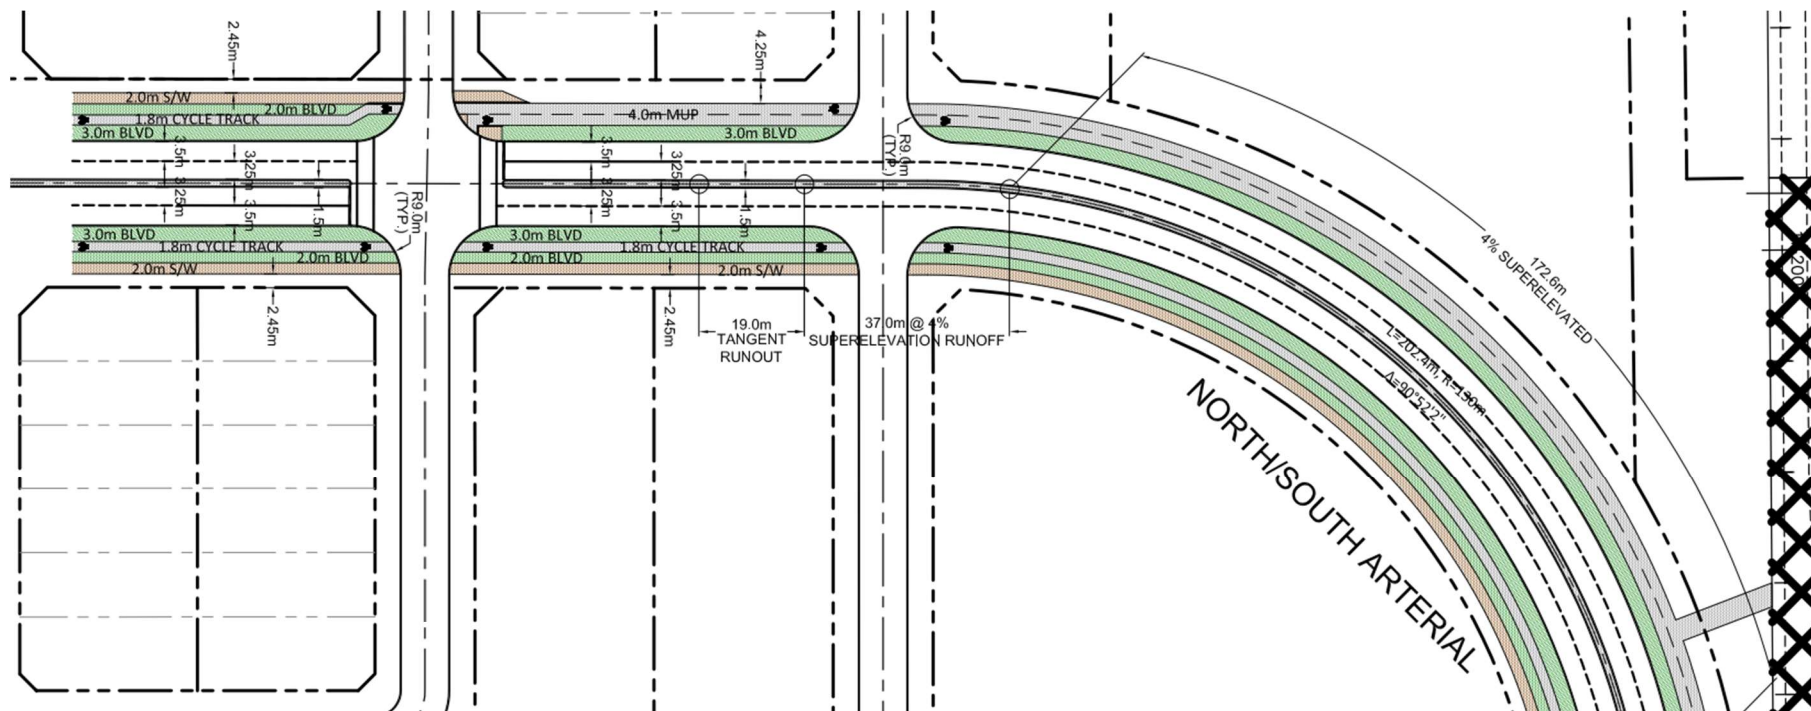 2.45m
4.25m
2.0m S/W
2.0m BLVD
1.8m CYCLE TRACK
3.0m BLVD
4.0m MUP
3.0m BLVD
3.5m
3.25m
3.25m
3.5m
1.5m
R9.0m
(TYP.)
3.5m
3.25m
3.25m
3.5m
1.5m
R9.0m
(TYP.)
3.0m BLVD
1.8m CYCLE TRACK
2.0m BLVD
2.0m S/W
3.0m BLVD
1.8m CYCLE TRACK
2.0m BLVD
2.0m S/W
2.45m
2.45m
19.0m
TANGENT
RUNOUT
37.0m @ 4%
SUPERELEVATION RUNOFF
172.6m
4% SUPERELEVATED
L=202.4m, R=130m
Δ=90°52'2"
NORTH/SOUTH ARTERIAL